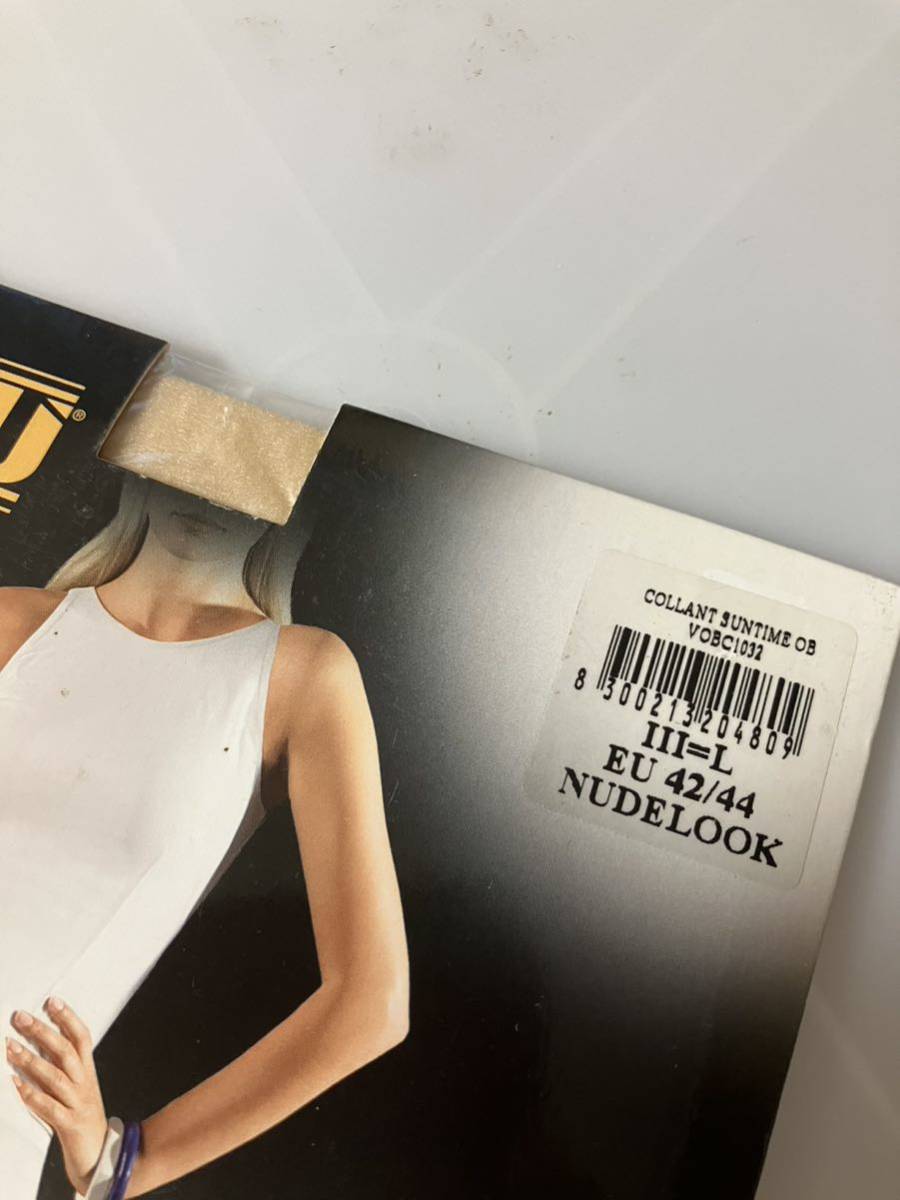 U®
COLLANT SUNTIME OB
VOBC1032
8 300213 204809
III=L
EU 42/44
NUDELOOK